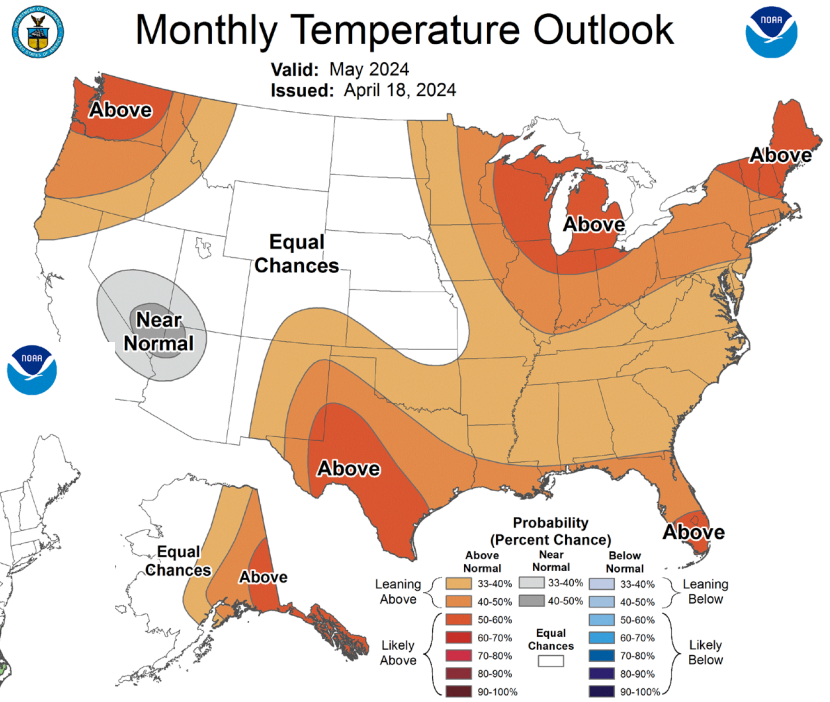 Monthly Temperature Outlook
NOAA
Valid: May 2024
Issued: April 18, 2024
Above
Above
Above
Equal
Chances
Near
Normal
NOAA
Above
Above
Equal
Chances
Above
Probability
(Percent Chance)
Above
Normal
Near
Normal
Below
Normal
Leaning
Above
33-40%
40-50%
50-60%
60-70%
70-80%
80-90%
90-100%
Likely
Above
33-40%
40-50%
Equal
Chances
33-40%
40-50%
50-60%
60-70%
70-80%
80-90%
90-100%
Leaning
Below
Likely
Below